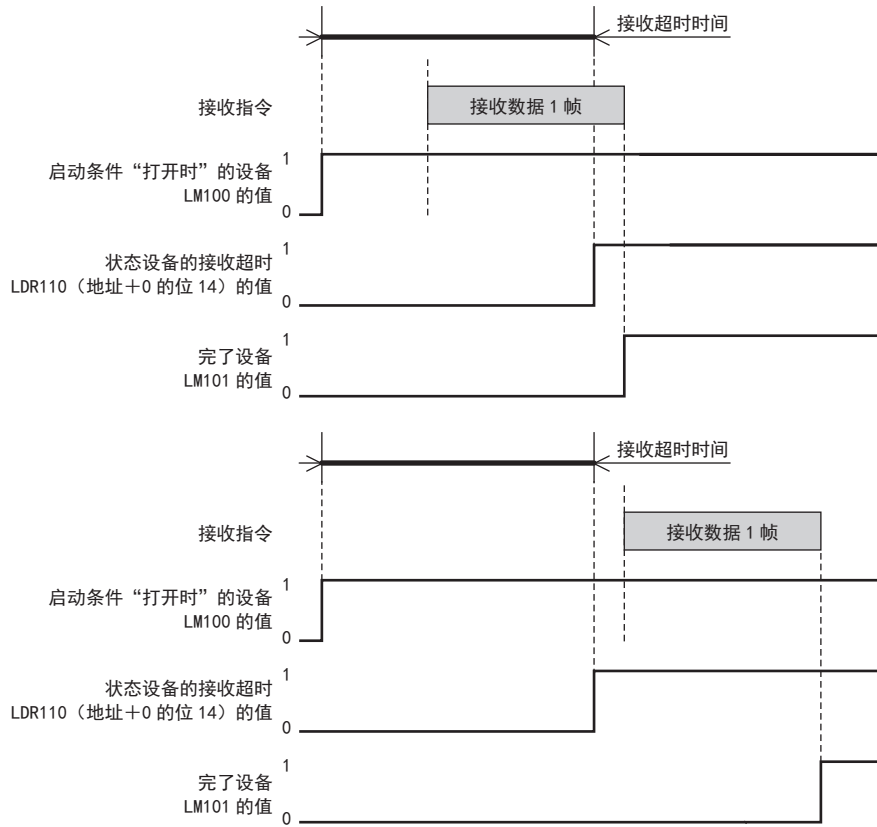 接收超时时间
接收指令
接收数据 1 帧
启动条件“打开时”的设备
LM100 的值
1
0
状态设备的接收超时
LDR110（地址＋0 的位 14）的值
1
0
完了设备
LM101 的值
1
0
接收超时时间
接收指令
接收数据 1 帧
启动条件“打开时”的设备
LM100 的值
1
0
状态设备的接收超时
LDR110（地址＋0 的位 14）的值
1
0
完了设备
LM101 的值
1
0